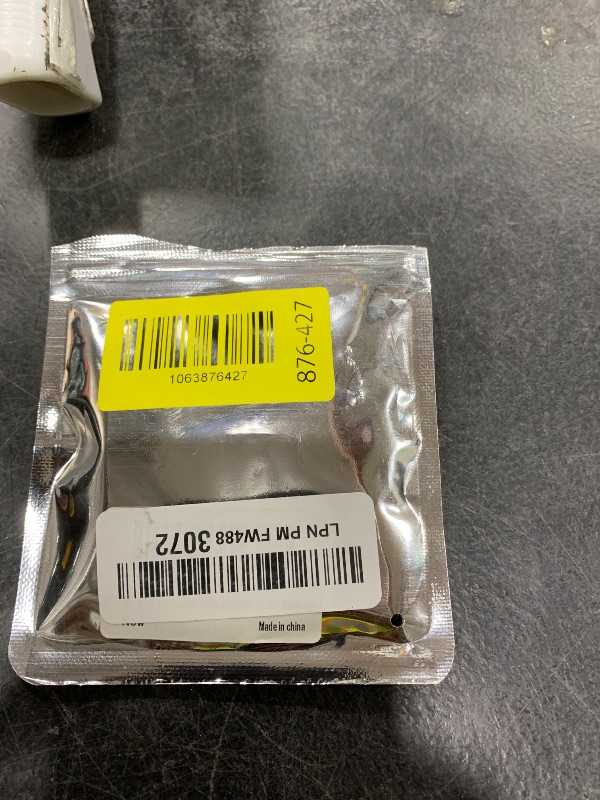 1063876427
876-427
LPN PM FW488 3072
New
Made in china